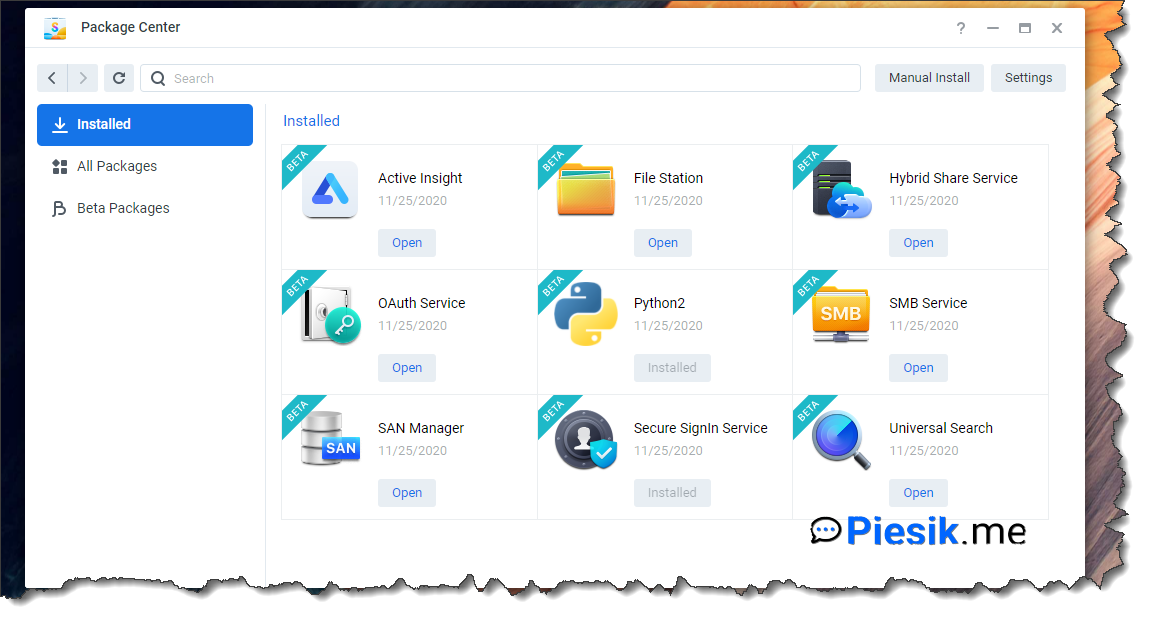 S Package Center ?
Search Manual Install Settings
Installed
All Packages
Beta Packages
Installed
BETA Active Insight
11/25/2020
Open
BETA File Station
11/25/2020
Open
BETA Hybrid Share Service
11/25/2020
Open
BETA OAuth Service
11/25/2020
Open
BETA Python2
11/25/2020
Installed
BETA SMB SMB Service
11/25/2020
Open
BETA SAN SAN Manager
11/25/2020
Open
BETA Secure SignIn Service
11/25/2020
Installed
BETA Universal Search
11/25/2020
Open
Piesik.me